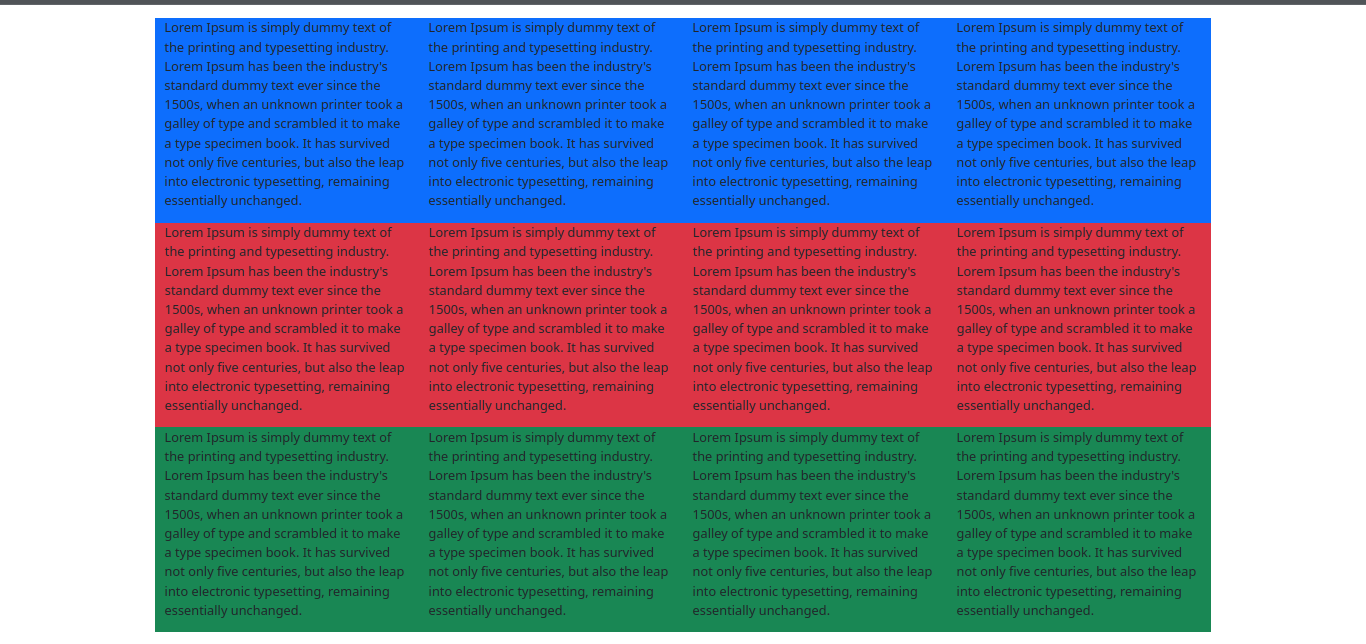 Lorem Ipsum is simply dummy text of
the printing and typesetting industry.
Lorem Ipsum has been the industry's
standard dummy text ever since the
1500s, when an unknown printer took a
galley of type and scrambled it to make
a type specimen book. It has survived
not only five centuries, but also the leap
into electronic typesetting, remaining
essentially unchanged.
Lorem Ipsum is simply dummy text of
the printing and typesetting industry.
Lorem Ipsum has been the industry's
standard dummy text ever since the
1500s, when an unknown printer took a
galley of type and scrambled it to make
a type specimen book. It has survived
not only five centuries, but also the leap
into electronic typesetting, remaining
essentially unchanged.
Lorem Ipsum is simply dummy text of
the printing and typesetting industry.
Lorem Ipsum has been the industry's
standard dummy text ever since the
1500s, when an unknown printer took a
galley of type and scrambled it to make
a type specimen book. It has survived
not only five centuries, but also the leap
into electronic typesetting, remaining
essentially unchanged.
Lorem Ipsum is simply dummy text of
the printing and typesetting industry.
Lorem Ipsum has been the industry's
standard dummy text ever since the
1500s, when an unknown printer took a
galley of type and scrambled it to make
a type specimen book. It has survived
not only five centuries, but also the leap
into electronic typesetting, remaining
essentially unchanged.
Lorem Ipsum is simply dummy text of
the printing and typesetting industry.
Lorem Ipsum has been the industry's
standard dummy text ever since the
1500s, when an unknown printer took a
galley of type and scrambled it to make
a type specimen book. It has survived
not only five centuries, but also the leap
into electronic typesetting, remaining
essentially unchanged.
Lorem Ipsum is simply dummy text of
the printing and typesetting industry.
Lorem Ipsum has been the industry's
standard dummy text ever since the
1500s, when an unknown printer took a
galley of type and scrambled it to make
a type specimen book. It has survived
not only five centuries, but also the leap
into electronic typesetting, remaining
essentially unchanged.
Lorem Ipsum is simply dummy text of
the printing and typesetting industry.
Lorem Ipsum has been the industry's
standard dummy text ever since the
1500s, when an unknown printer took a
galley of type and scrambled it to make
a type specimen book. It has survived
not only five centuries, but also the leap
into electronic typesetting, remaining
essentially unchanged.
Lorem Ipsum is simply dummy text of
the printing and typesetting industry.
Lorem Ipsum has been the industry's
standard dummy text ever since the
1500s, when an unknown printer took a
galley of type and scrambled it to make
a type specimen book. It has survived
not only five centuries, but also the leap
into electronic typesetting, remaining
essentially unchanged.
Lorem Ipsum is simply dummy text of
the printing and typesetting industry.
Lorem Ipsum has been the industry's
standard dummy text ever since the
1500s, when an unknown printer took a
galley of type and scrambled it to make
a type specimen book. It has survived
not only five centuries, but also the leap
into electronic typesetting, remaining
essentially unchanged.
Lorem Ipsum is simply dummy text of
the printing and typesetting industry.
Lorem Ipsum has been the industry's
standard dummy text ever since the
1500s, when an unknown printer took a
galley of type and scrambled it to make
a type specimen book. It has survived
not only five centuries, but also the leap
into electronic typesetting, remaining
essentially unchanged.
Lorem Ipsum is simply dummy text of
the printing and typesetting industry.
Lorem Ipsum has been the industry's
standard dummy text ever since the
1500s, when an unknown printer took a
galley of type and scrambled it to make
a type specimen book. It has survived
not only five centuries, but also the leap
into electronic typesetting, remaining
essentially unchanged.
Lorem Ipsum is simply dummy text of
the printing and typesetting industry.
Lorem Ipsum has been the industry's
standard dummy text ever since the
1500s, when an unknown printer took a
galley of type and scrambled it to make
a type specimen book. It has survived
not only five centuries, but also the leap
into electronic typesetting, remaining
essentially unchanged.